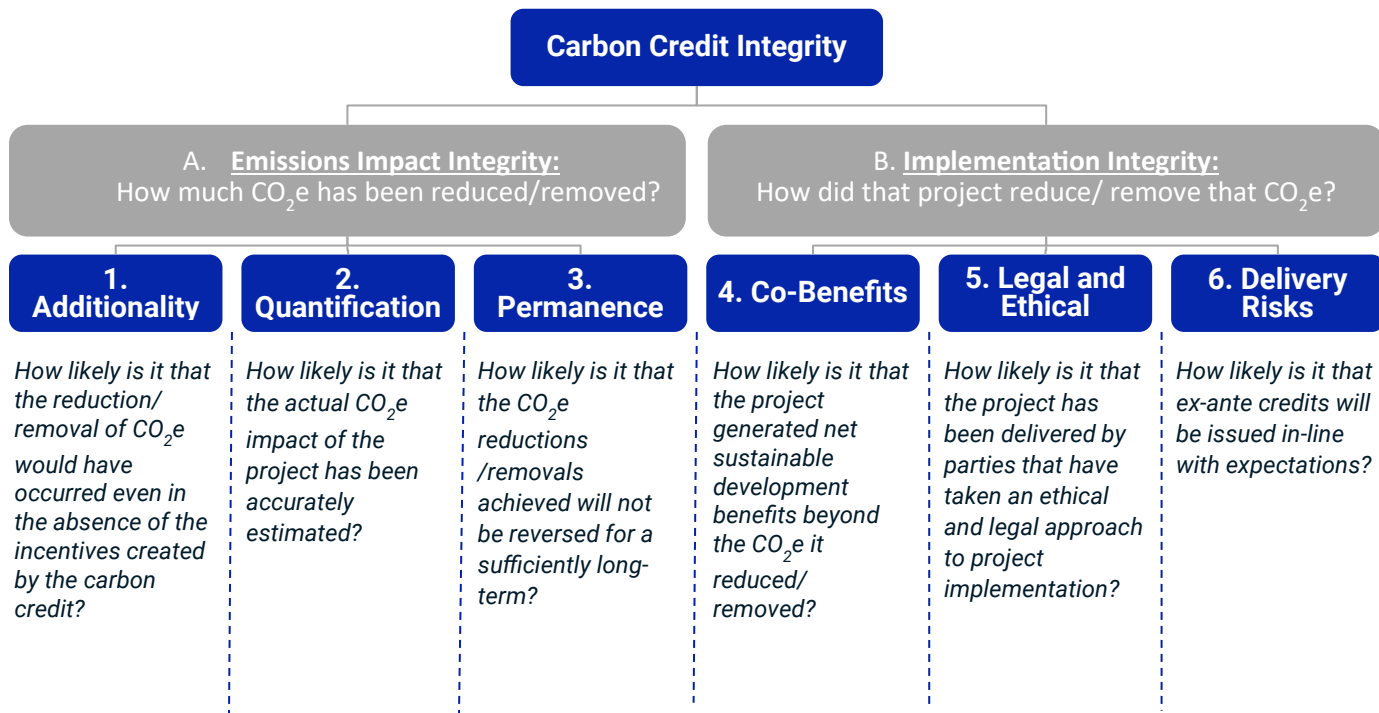 Carbon Credit Integrity
A. Emissions Impact Integrity:
How much CO₂e has been reduced/removed?
B. Implementation Integrity:
How did that project reduce/ remove that CO₂e?
1.
Additionality
2.
Quantification
3.
Permanence
4. Co-Benefits
5. Legal and
Ethical
6. Delivery
Risks
How likely is it that
the reduction/
removal of CO₂e
would have
occurred even in
the absence of the
incentives created
by the carbon
credit?
How likely is it that
the actual CO₂e
impact of the
project has been
accurately
estimated?
How likely is it that
the CO₂e
reductions
/removals
achieved will not
be reversed for a
sufficiently long-
term?
How likely is it that
the project
generated net
sustainable
development
benefits beyond
the CO₂e it
reduced/
removed?
How likely is it that
the project has
been delivered by
parties that have
taken an ethical
and legal approach
to project
implementation?
How likely is it that
ex-ante credits will
be issued in-line
with expectations?